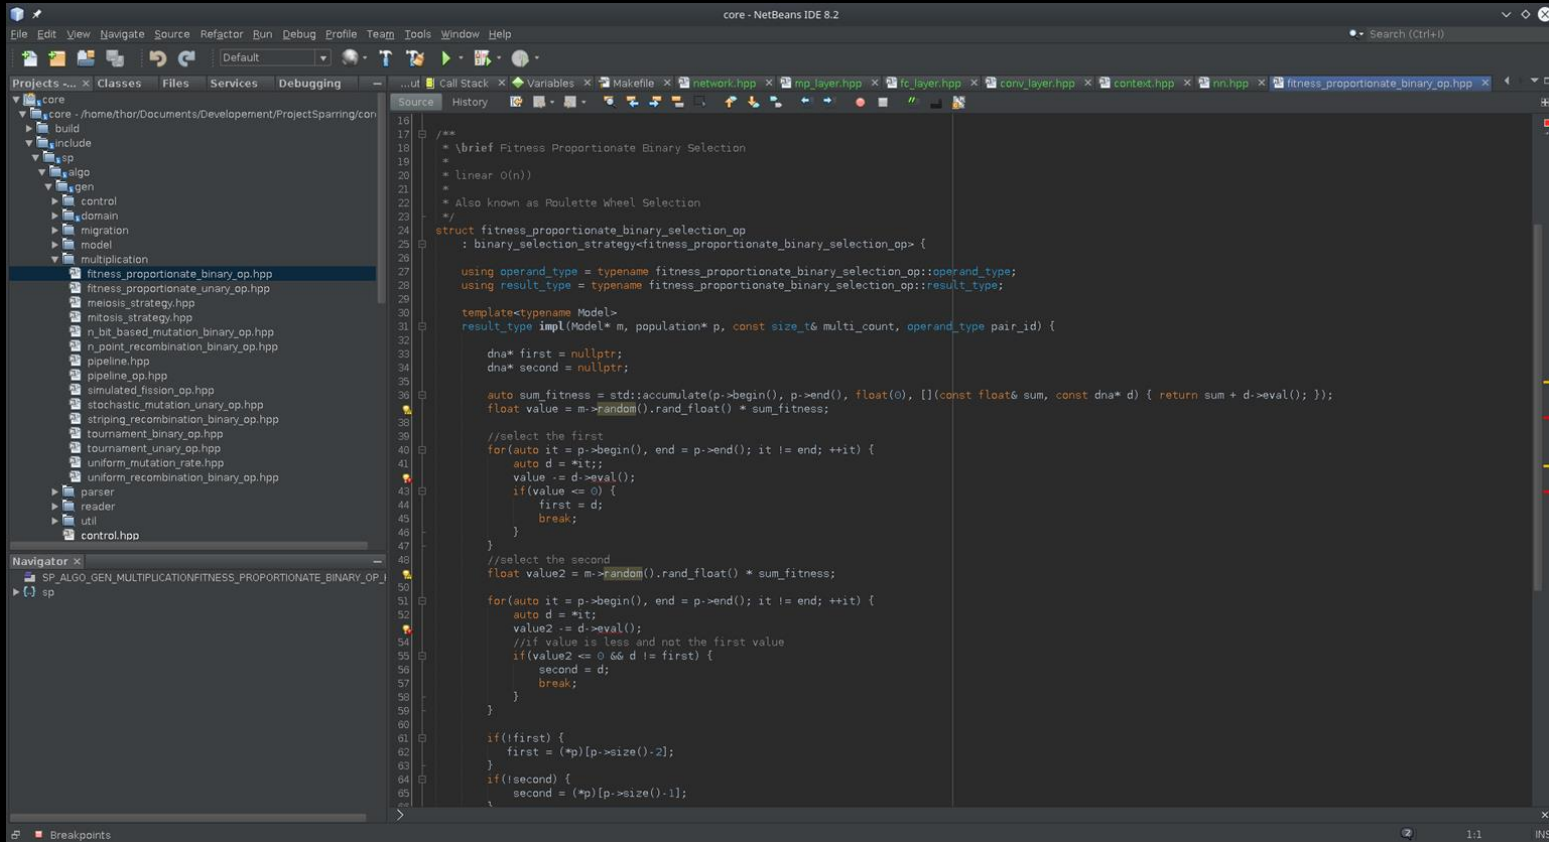 core - NetBeans IDE 8.2
File Edit View Navigate Source Refactor Run Debug Profile Team Tools Window Help
Search (Ctrl+I)
Default
Projects -... × Classes Files Services Debugging
...ut Call Stack × Variables × Makefile × network.hpp × mp_layer.hpp × fc_layer.hpp × conv_layer.hpp × context.hpp × nn.hpp × fitness_proportionate_binary_op.hpp ×
Source History
core
core - /home/thor/Documents/Developement/ProjectSparring/core
build
include
sp
algo
gen
control
domain
migration
model
multiplication
fitness_proportionate_binary_op.hpp
fitness_proportionate_unary_op.hpp
meiosis_strategy.hpp
mitosis_strategy.hpp
n_bit_based_mutation_binary_op.hpp
n_point_recombination_binary_op.hpp
pipeline.hpp
pipeline_op.hpp
simulated_fission_op.hpp
stochastic_mutation_unary_op.hpp
striping_recombination_binary_op.hpp
tournament_binary_op.hpp
tournament_unary_op.hpp
uniform_mutation_rate.hpp
uniform_recombination_binary_op.hpp
parser
reader
util
control.hpp
Navigator ×
SP_ALGO_GEN_MULTIPLICATIONFITNESS_PROPORTIONATE_BINARY_OP_
sp
16
17 /**
18 * \brief Fitness Proportionate Binary Selection
19 *
20 * linear O(n))
21 *
22 * Also known as Roulette Wheel Selection
23 */
24 struct fitness_proportionate_binary_selection_op
25 : binary_selection_strategy<fitness_proportionate_binary_selection_op> {
26
27 using operand_type = typename fitness_proportionate_binary_selection_op::operand_type;
28 using result_type = typename fitness_proportionate_binary_selection_op::result_type;
29
30 template<typename Model>
31 result_type impl(Model* m, population* p, const size_t& multi_count, operand_type pair_id) {
32
33 dna* first = nullptr;
34 dna* second = nullptr;
35
36 auto sum_fitness = std::accumulate(p->begin(), p->end(), float(0), [](const float& sum, const dna* d) { return sum + d->eval(); });
float value = m->random().rand_float() * sum_fitness;
38
39 //select the first
40 for(auto it = p->begin(), end = p->end(); it != end; ++it) {
41 auto d = *it;;
value -= d->eval();
43 if(value <= 0) {
44 first = d;
45 break;
46 }
47 }
48 //select the second
float value2 = m->random().rand_float() * sum_fitness;
50
51 for(auto it = p->begin(), end = p->end(); it != end; ++it) {
52 auto d = *it;
value2 -= d->eval();
54 //if value is less and not the first value
55 if(value2 <= 0 && d != first) {
56 second = d;
57 break;
58 }
59 }
60
61 if(!first) {
62 first = (*p)[p->size()-2];
63 }
64 if(!second) {
65 second = (*p)[p->size()-1];
}
Breakpoints
2
1:1
INS